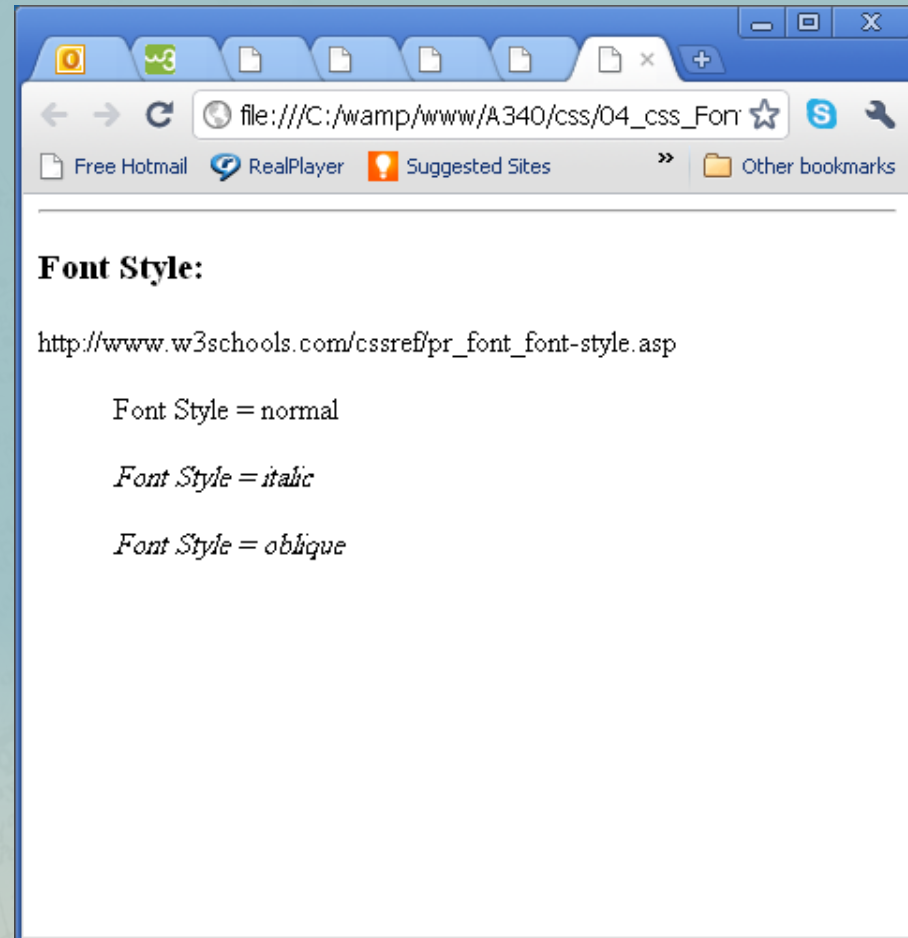 file:///C:/wamp/www/A340/css/04_css_Fon
Free Hotmail RealPlayer Suggested Sites » Other bookmarks
Font Style:
http://www.w3schools.com/cssref/pr_font_font-style.asp
Font Style = normal
Font Style = italic
Font Style = oblique